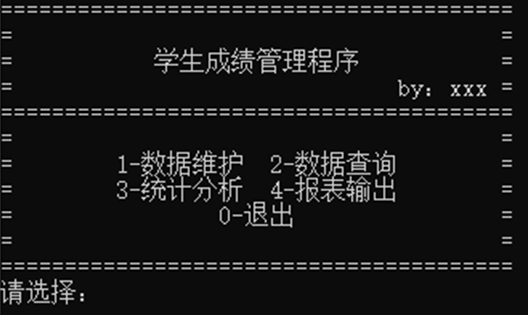 ========================================
=                                      =
=           学生成绩管理程序           =
=                             by: xxx =
========================================
=                                      =
=        1-数据维护  2-数据查询        =
=        3-统计分析  4-报表输出        =
=                0-退出                =
=                                      =
========================================
请选择：